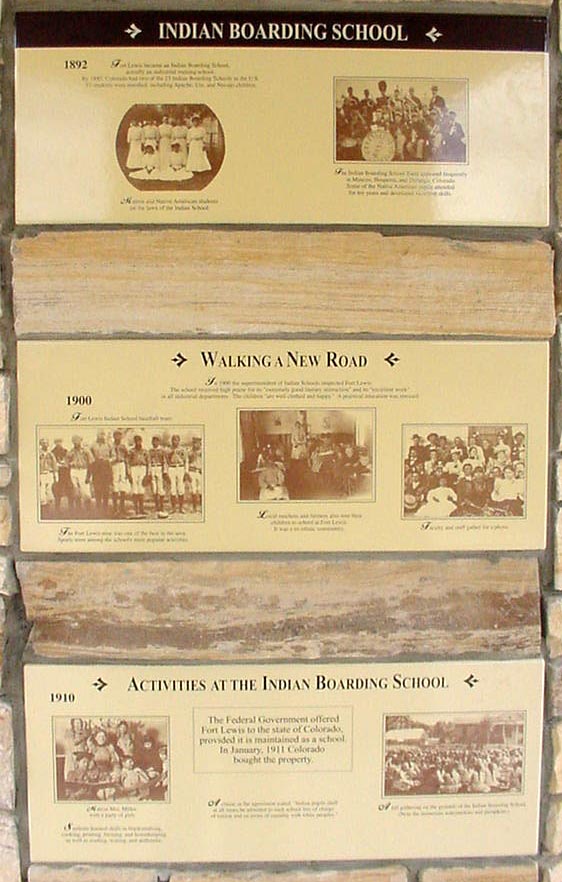 INDIAN BOARDING SCHOOL
1892
Fort Lewis became an Indian Boarding School,
actually an industrial training school.
By 1892, Colorado had two of the 25 Indian Boarding Schools in the U.S.
students were enrolled, including Apache, Ute, and Navajo children.
Matron and Native American students
on the lawn of the Indian School.
The Indian Boarding School Band appeared frequently
in Mancos, Hesperus, and Durango, Colorado.
Some of the Native American pupils attended
for ten years and developed excellent skills.
WALKING A NEW ROAD
In 1900 the superintendent of Indian Schools inspected Fort Lewis.
The school received high praise for its "extremely good literary instruction" and its "excellent work"
in all industrial departments. The children "are well clothed and happy." A practical education was stressed.
1900
Fort Lewis Indian School baseball team.
The Fort Lewis nine was one of the best in the area.
Sports were among the school's most popular activities.
Local ranchers and farmers also sent their
children to school at Fort Lewis.
It was a tri-ethnic community.
Faculty and staff gather for a photo.
ACTIVITIES AT THE INDIAN BOARDING SCHOOL
1910
The Federal Government offered
Fort Lewis to the state of Colorado,
provided it is maintained as a school.
In January, 1911 Colorado
bought the property.
Matron Mrs. Miller
with a party of girls.
Students learned skills in blacksmithing,
cooking, printing, farming, and housekeeping
as well as reading, writing, and arithmetic.
A clause in the agreement stated: "Indian pupils shall
at all times be admitted to such school free of charge
of tuition and on terms of equality with white people."
A gathering on the grounds of the Indian Boarding School.
(Note the numerous watermelons and pumpkins.)